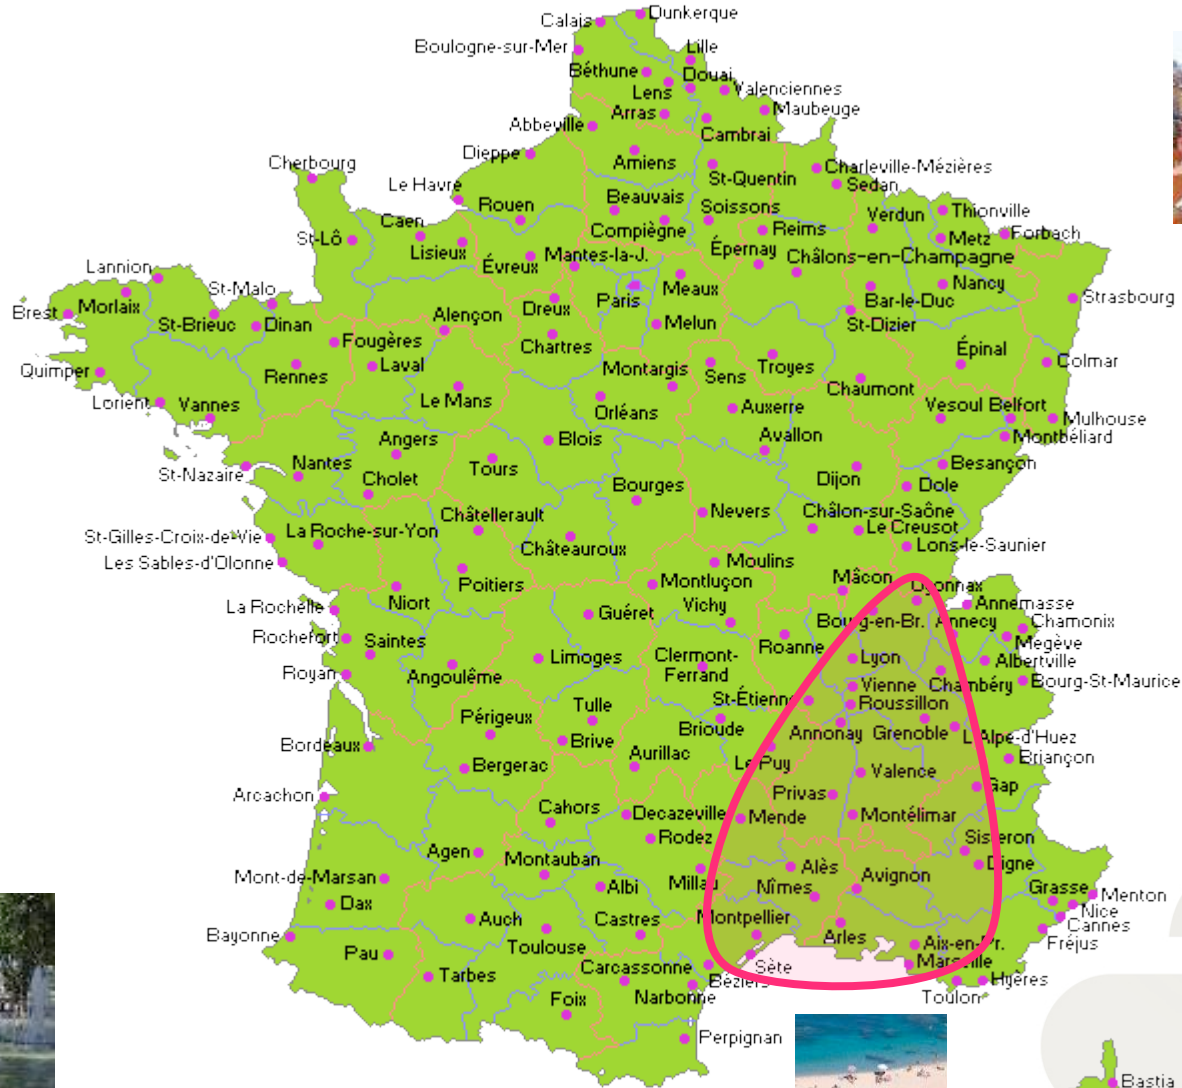 Dunkerque
Calais
Boulogne-sur-Mer
Lille
Béthune
Douai
Lens
Valenciennes
Arras
Maubeuge
Abbeville
Cambrai
Dieppe
Amiens
Cherbourg
St-Quentin
Charleville-Mézières
Sedan
Le Havre
Rouen
Beauvais
Soissons
Verdun
Thionville
Caen
Compiègne
Reims
Forbach
St-Lô
Lisieux
Metz
Évreux
Mantes-la-J.
Épernay
Châlons-en-Champagne
Lannion
Morlaix
St-Malo
Paris
Meaux
Nancy
Bar-le-Duc
Strasbourg
Brest
St-Brieuc
Dinan
Alençon
Dreux
Melun
St-Dizier
Fougères
Chartres
Épinal
Quimper
Rennes
Laval
Montargis
Sens
Troyes
Colmar
Chaumont
Lorient
Vannes
Le Mans
Orléans
Auxerre
Vesoul
Belfort
Mulhouse
Angers
Blois
Avallon
Montbéliard
St-Nazaire
Nantes
Cholet
Tours
Dijon
Besançon
Bourges
Dole
Châtellerault
Nevers
Châlon-sur-Saône
St-Gilles-Croix-de-Vie
La Roche-sur-Yon
Châteauroux
Le Creusot
Lons-le-Saunier
Les Sables-d'Olonne
Poitiers
Moulins
Niort
Montluçon
Mâcon
Oyonnax
La Rochelle
Guéret
Vichy
Bourg-en-Br.
Annecy
Annemasse
Chamonix
Rochefort
Saintes
Roanne
Megève
Royan
Angoulême
Limoges
Clermont-
Ferrand
Lyon
Albertville
Vienne
Chambéry
Bourg-St-Maurice
St-Étienne
Roussillon
Périgueux
Tulle
Brioude
Annonay
Grenoble
L'Alpe-d'Huez
Bordeaux
Brive
Aurillac
Le Puy
Briançon
Bergerac
Valence
Arcachon
Privas
Gap
Cahors
Decazeville
Mende
Montélimar
Rodez
Sisteron
Agen
Montauban
Digne
Mont-de-Marsan
Albi
Millau
Alès
Avignon
Grasse
Menton
Dax
Nîmes
Nice
Auch
Castres
Montpellier
Cannes
Bayonne
Toulouse
Arles
Fréjus
Pau
Aix-en-Pr.
Tarbes
Carcassonne
Sète
Marseille
Béziers
Hyères
Foix
Narbonne
Toulon
Perpignan
Bastia